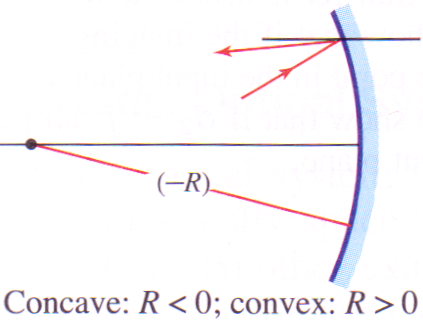 (−R)
Concave: R < 0; convex: R > 0